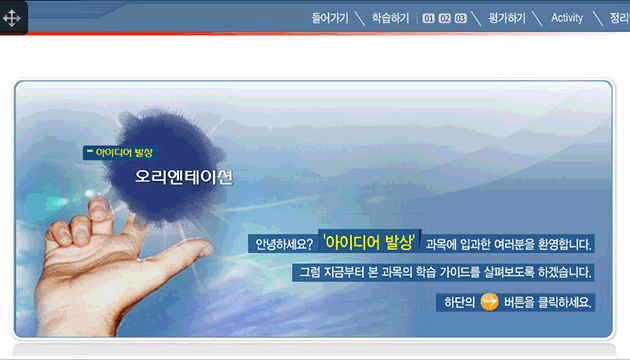 들어가기 학습하기 01 02 03 평가하기 Activity 정리
아이디어 발상
오리엔테이션
안녕하세요? '아이디어 발상' 과목에 입과한 여러분을 환영합니다.
그럼 지금부터 본 과목의 학습 가이드를 살펴보도록 하겠습니다.
하단의 버튼을 클릭하세요.